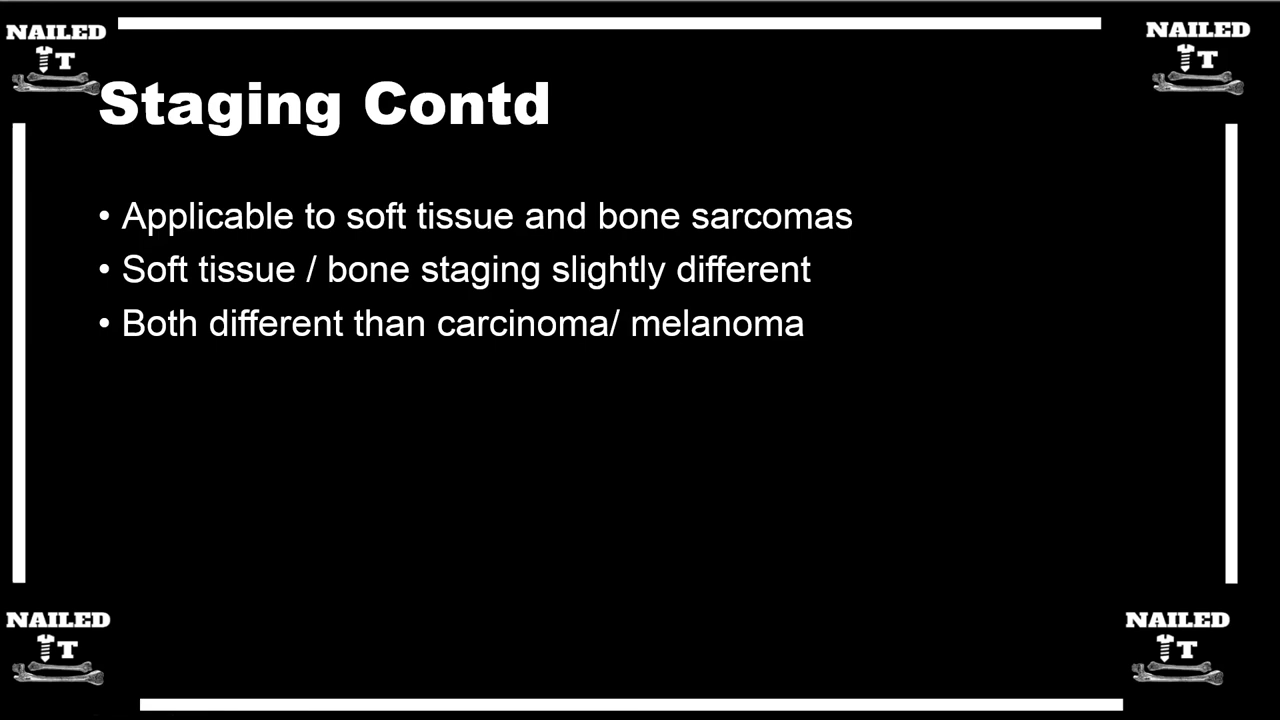 NAILED
IT
NAILED
IT
Staging Contd
• Applicable to soft tissue and bone sarcomas
• Soft tissue / bone staging slightly different
• Both different than carcinoma/ melanoma
NAILED
IT
NAILED
IT